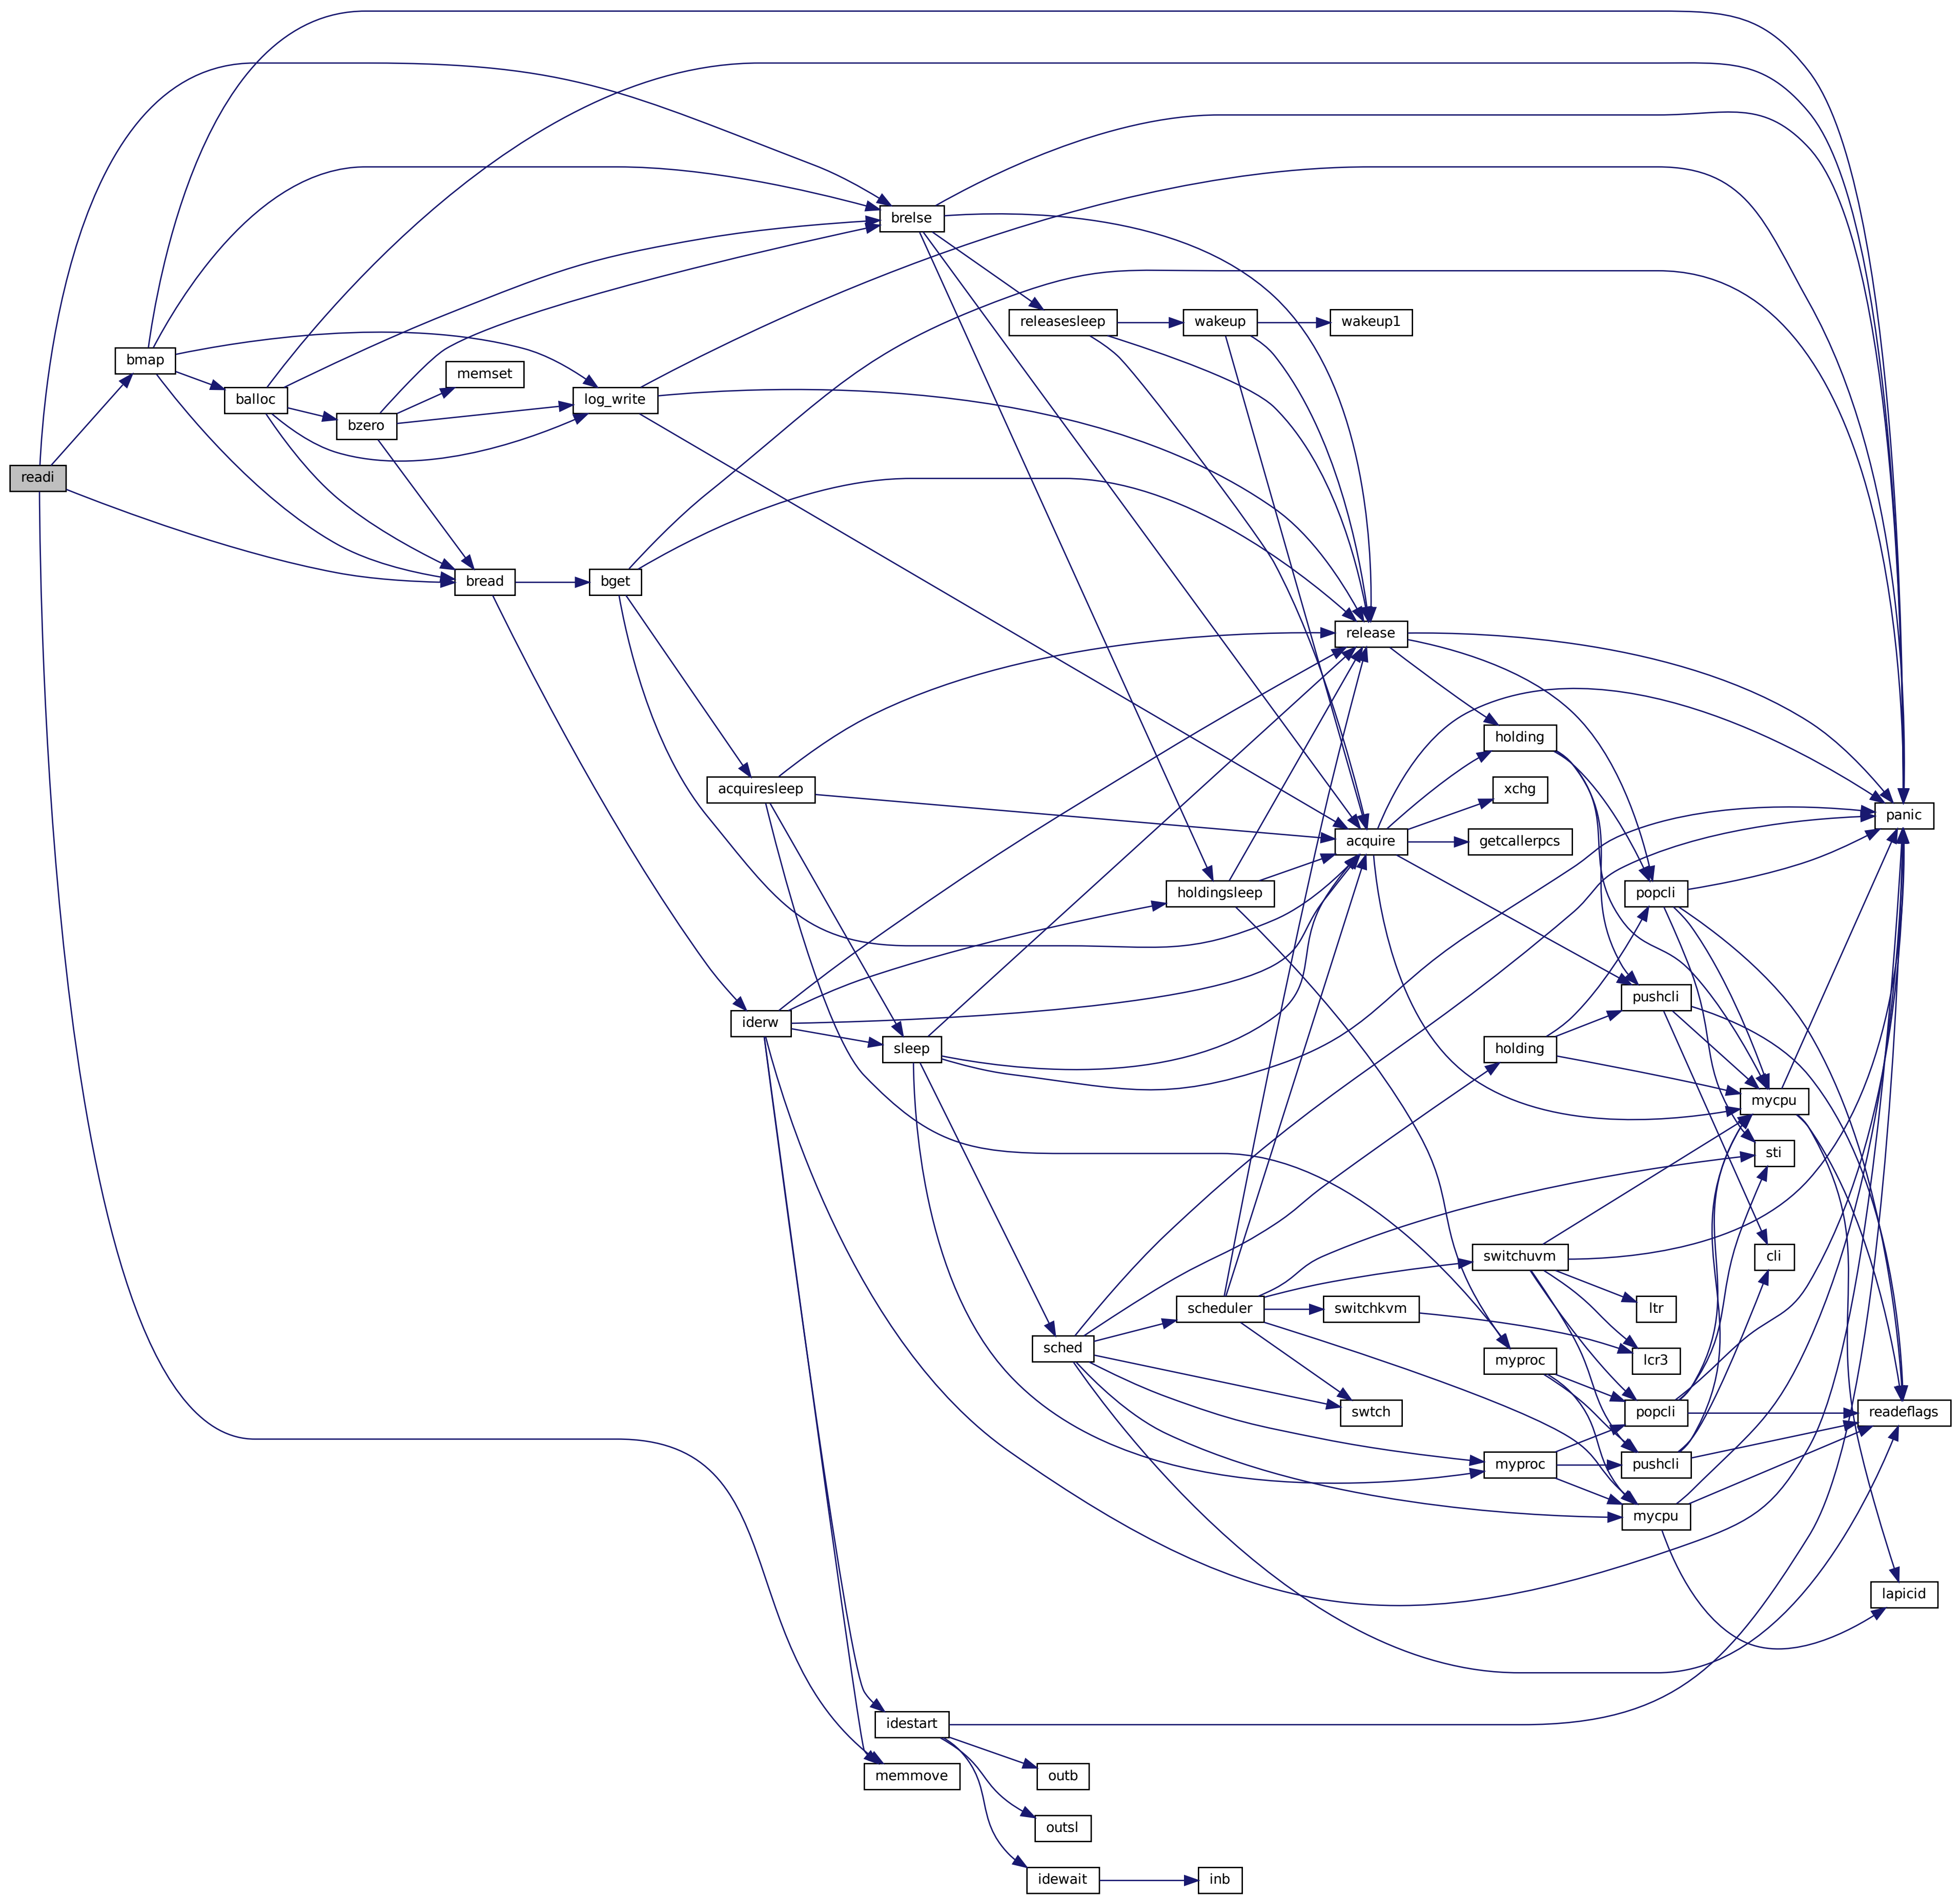 brelse
releasesleep
wakeup
wakeup1
bmap
memset
balloc
log_write
bzero
readi
bread
bget
release
holding
acquiresleep
xchg
panic
acquire
getcallerpcs
holdingsleep
popcli
pushcli
iderw
sleep
holding
mycpu
sti
switchuvm
cli
scheduler
switchkvm
ltr
sched
myproc
lcr3
swtch
popcli
readeflags
myproc
pushcli
mycpu
lapicid
idestart
memmove
outb
outsl
idewait
inb